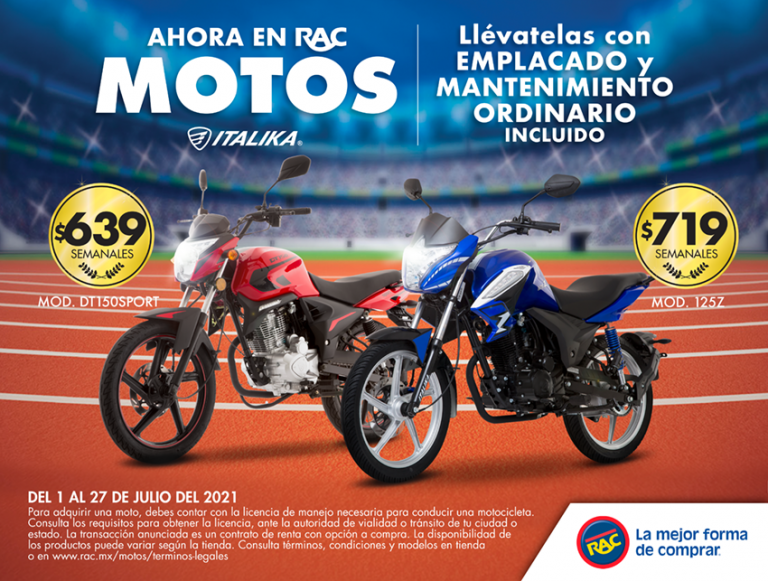 AHORA EN RAC
MOTOS
ITALIKA®
Llévatelas con
EMPLACADO y
MANTENIMIENTO
ORDINARIO
INCLUIDO
$639
SEMANALES
MOD. DT150SPORT
$719
SEMANALES
MOD. 125Z
DEL 1 AL 27 DE JULIO DEL 2021
Para adquirir una moto, debes contar con la licencia de manejo necesaria para conducir una motocicleta.
Consulta los requisitos para obtener la licencia, ante la autoridad de vialidad o tránsito de tu ciudad o
estado. La transacción anunciada es un contrato de renta con opción a compra. La disponibilidad de
los productos puede variar según la tienda. Consulta términos, condiciones y modelos en tienda
o en www.rac.mx/motos/terminos-legales
RAC
La mejor forma
de comprar